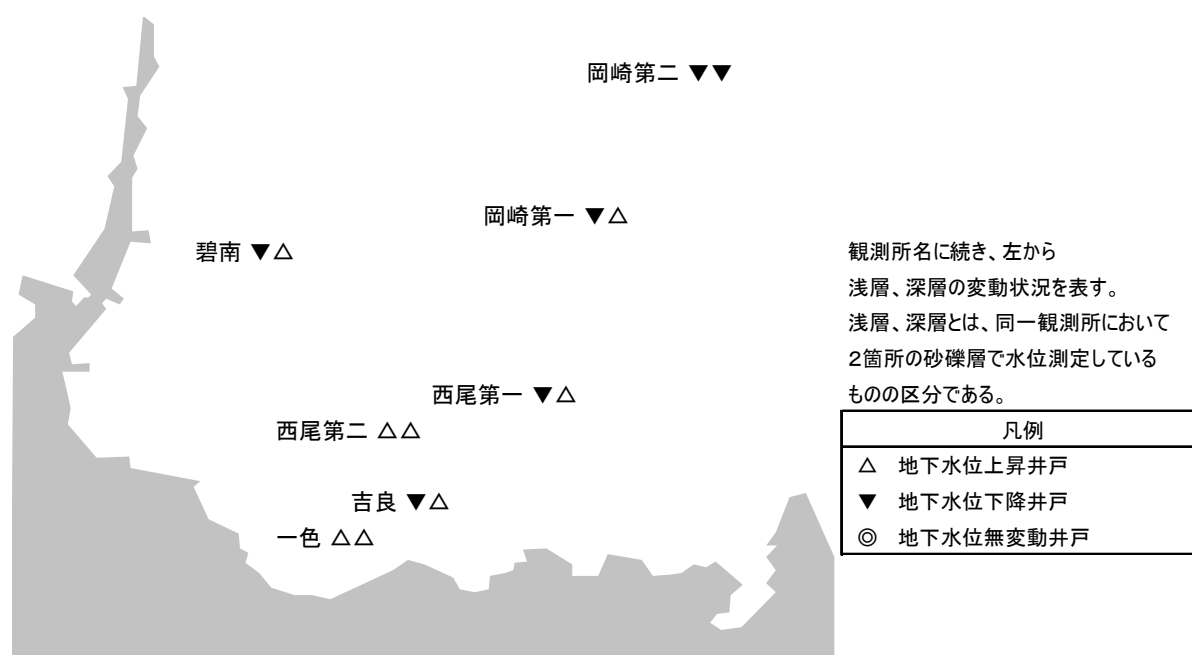 岡崎第二 ▼▼
岡崎第一 ▼△
碧南 ▼△
西尾第一 ▼△
西尾第二 △△
吉良 ▼△
一色 △△
観測所名に続き、左から
浅層、深層の変動状況を表す。
浅層、深層とは、同一観測所において
２箇所の砂礫層で水位測定している
ものの区分である。
凡例
△ 地下水位上昇井戸
▼ 地下水位下降井戸
◎ 地下水位無変動井戸